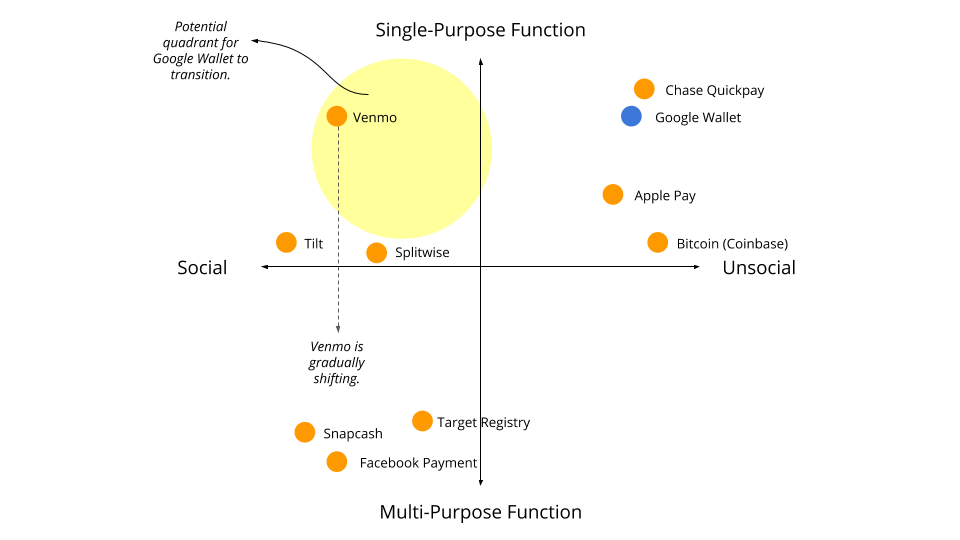 Potential
quadrant for
Google Wallet to
transition.
Single-Purpose Function
Chase Quickpay
Venmo
Google Wallet
Apple Pay
Tilt
Splitwise
Bitcoin (Coinbase)
Social
Unsocial
Venmo is
gradually
shifting.
Target Registry
Snapcash
Facebook Payment
Multi-Purpose Function